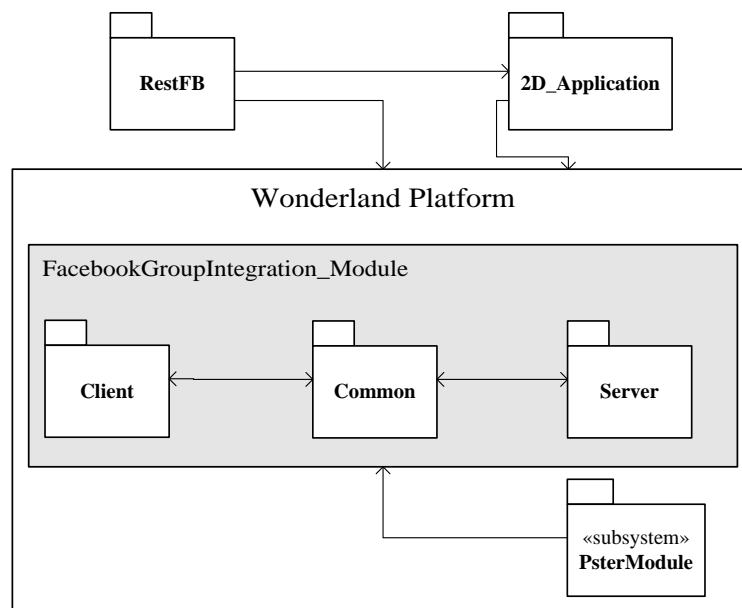 RestFB
2D_Application
Wonderland Platform
FacebookGroupIntegration_Module
Client
Common
Server
«subsystem»
PsterModule